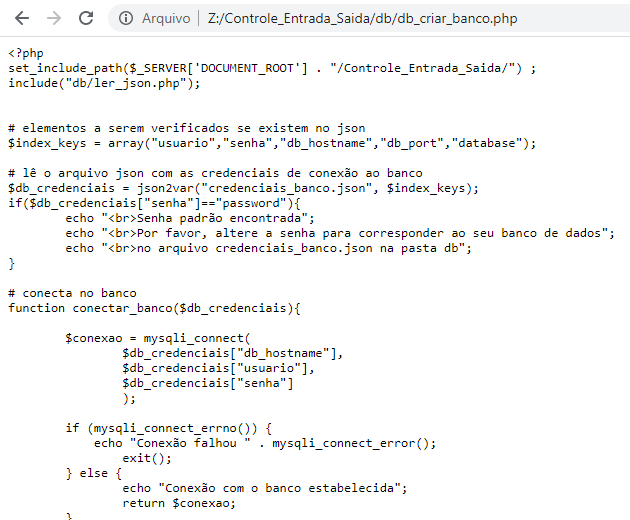 Arquivo | Z:/Controle_Entrada_Saida/db/db_criar_banco.php
<?php
set_include_path($_SERVER['DOCUMENT_ROOT'] . "/Controle_Entrada_Saida/") ;
include("db/ler_json.php");
# elementos a serem verificados se existem no json
$index_keys = array("usuario","senha","db_hostname","db_port","database");
# lê o arquivo json com as credenciais de conexão ao banco
$db_credenciais = json2var("credenciais_banco.json", $index_keys);
if($db_credenciais["senha"]=="password"){
        echo "<br>Senha padrão encontrada";
        echo "<br>Por favor, altere a senha para corresponder ao seu banco de dados";
        echo "<br>no arquivo credenciais_banco.json na pasta db";
}
# conecta no banco
function conectar_banco($db_credenciais){
        $conexao = mysqli_connect(
                $db_credenciais["db_hostname"],
                $db_credenciais["usuario"],
                $db_credenciais["senha"]
                );
        if (mysqli_connect_errno()) {
            echo "Conexão falhou " . mysqli_connect_error();
                exit();
        } else {
                echo "Conexão com o banco estabelecida";
                return $conexao;
        }